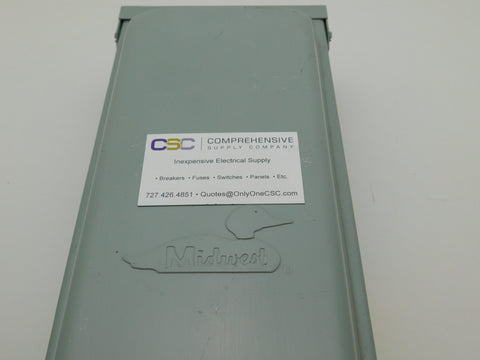 CSC COMPREHENSIVE
SUPPLY COMPANY
Inexpensive Electrical Supply
• Breakers • Fuses • Switches • Panels • Etc.
727.426.4851 • Quotes@OnlyOneCSC.com
Midwest